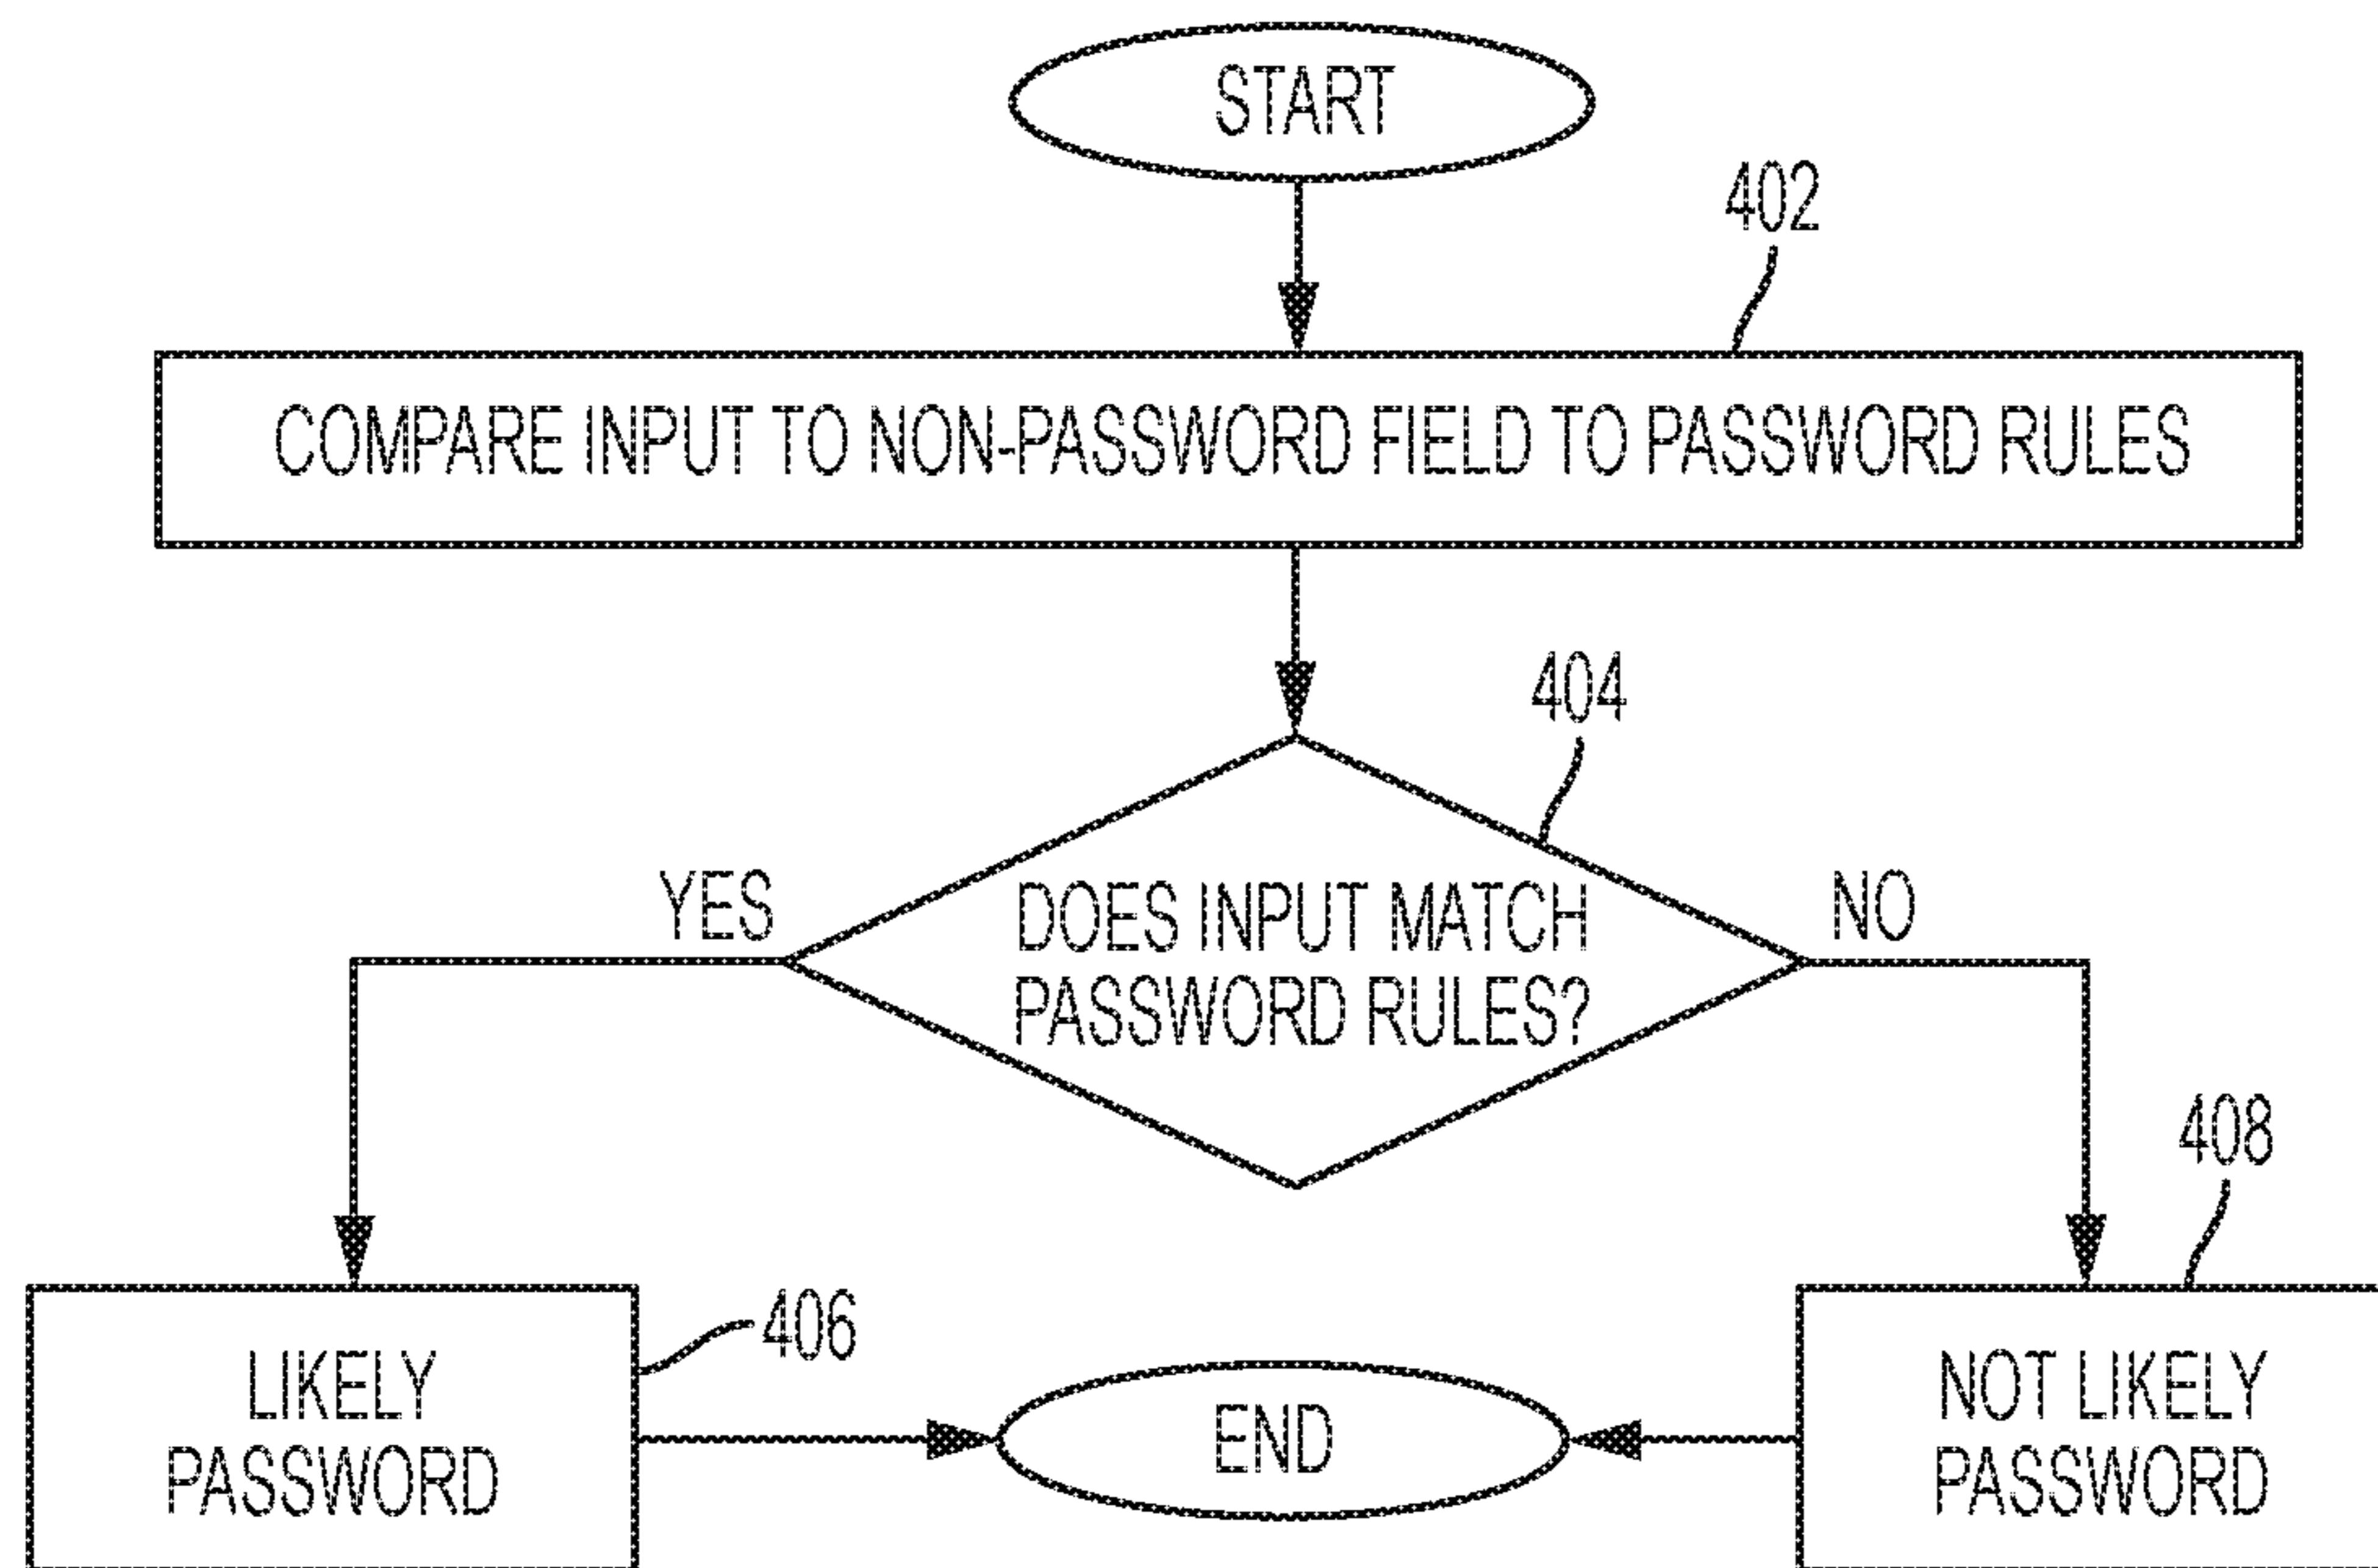 START
402
COMPARE INPUT TO NON-PASSWORD FIELD TO PASSWORD RULES
404
YES
DOES INPUT MATCH
PASSWORD RULES?
NO
408
406
LIKELY
PASSWORD
END
NOT LIKELY
PASSWORD